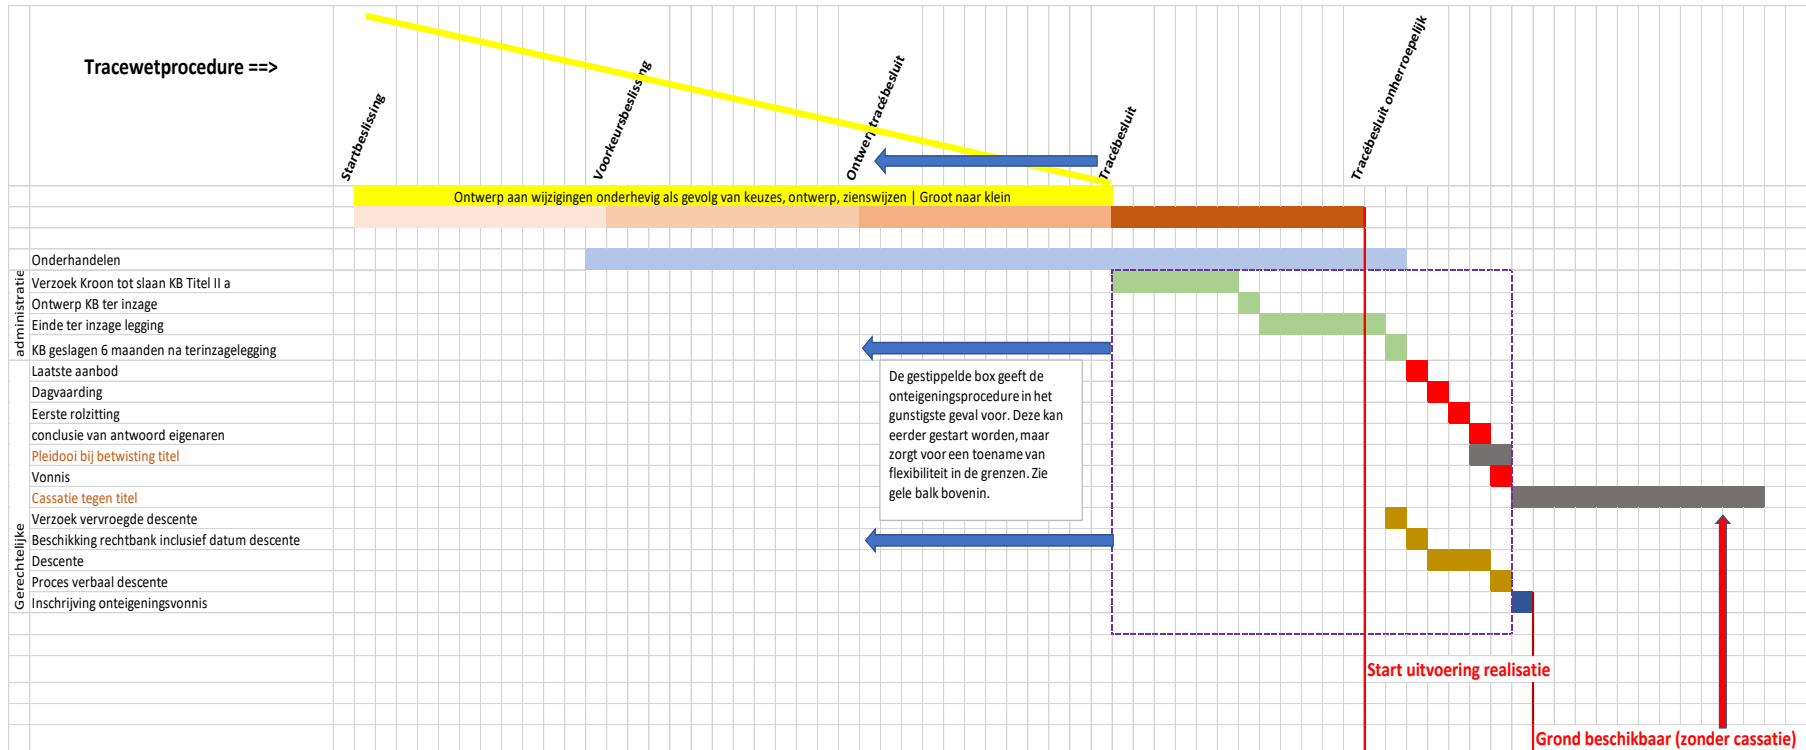 Tracewetprocedure ==>
Startbeslissing
Voorkeursbeslissing
Ontwerptracébesluit
Tracébesluit
Tracébesluit onherroepelijk
Ontwerp aan wijzigingen onderhevig als gevolg van keuzes, ontwerp, zienswijzen | Groot naar klein
Onderhandelen
administratie
Verzoek Kroon tot slaan KB Titel II a
Ontwerp KB ter inzage
Einde ter inzage legging
KB geslagen 6 maanden na terinzagelegging
Gerechtelijke
Laatste aanbod
Dagvaarding
Eerste rolzitting
conclusie van antwoord eigenaren
Pleidooi bij betwisting titel
Vonnis
Cassatie tegen titel
Verzoek vervroegde descente
Beschikking rechtbank inclusief datum descente
Descente
Proces verbaal descente
Inschrijving onteigeningsvonnis
De gestippelde box geeft de
onteigeningsprocedure in het
gunstigste geval voor. Deze kan
eerder gestart worden, maar
zorgt voor een toename van
flexibiliteit in de grenzen. Zie
gele balk bovenin.
Start uitvoering realisatie
Grond beschikbaar (zonder cassatie)